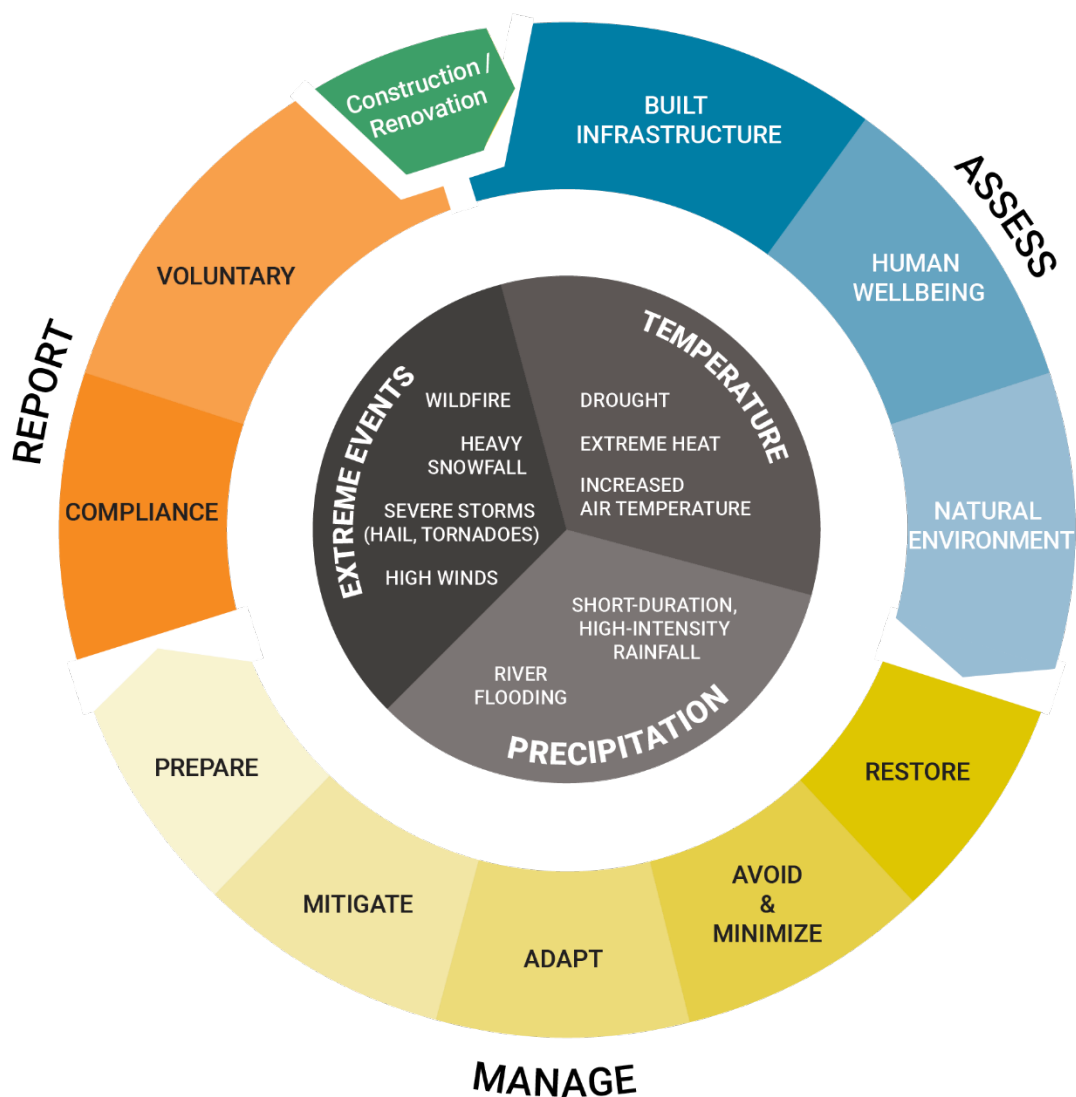 Construction /
Renovation
BUILT
INFRASTRUCTURE
ASSESS
HUMAN
WELLBEING
NATURAL
ENVIRONMENT
RESTORE
AVOID
&
MINIMIZE
ADAPT
MITIGATE
PREPARE
MANAGE
REPORT
VOLUNTARY
COMPLIANCE
EXTREME EVENTS
WILDFIRE
HEAVY
SNOWFALL
SEVERE STORMS
(HAIL, TORNADOES)
HIGH WINDS
TEMPERATURE
DROUGHT
EXTREME HEAT
INCREASED
AIR TEMPERATURE
SHORT-DURATION,
HIGH-INTENSITY
RAINFALL
RIVER
FLOODING
PRECIPITATION